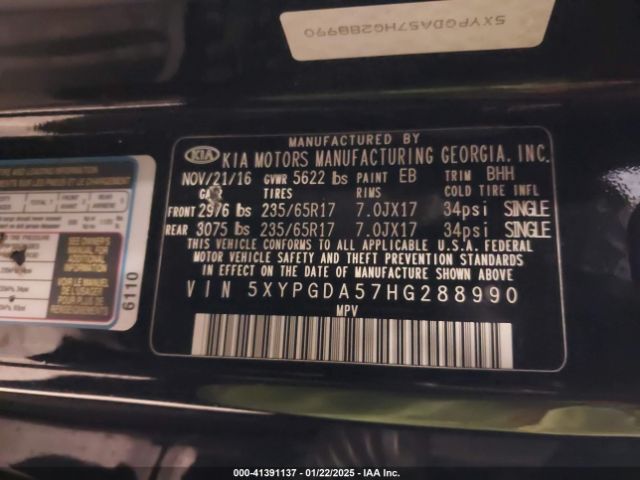 5XYPGDA57HG288990
MANUFACTURED BY
KIA KIA MOTORS MANUFACTURING GEORGIA, INC.
NOV/21/16 GVWR 5622 lbs PAINT EB TRIM BHH
TIRES RIMS COLD TIRE INFL.
FRONT 2976 lbs 235/65R17 7.0JX17 34psi SINGLE
REAR 3075 lbs 235/65R17 7.0JX17 34psi SINGLE
THIS VEHICLE CONFORMS TO ALL APPLICABLE U.S.A. FEDERAL
MOTOR VEHICLE SAFETY AND THEFT PREVENTION STANDARDS
IN EFFECT ON THE DATE OF MANUFACTURE SHOWN ABOVE.
VIN 5XYPGDA57HG288990
MPV
6110
000-41391137 - 01/22/2025 - IAA Inc.